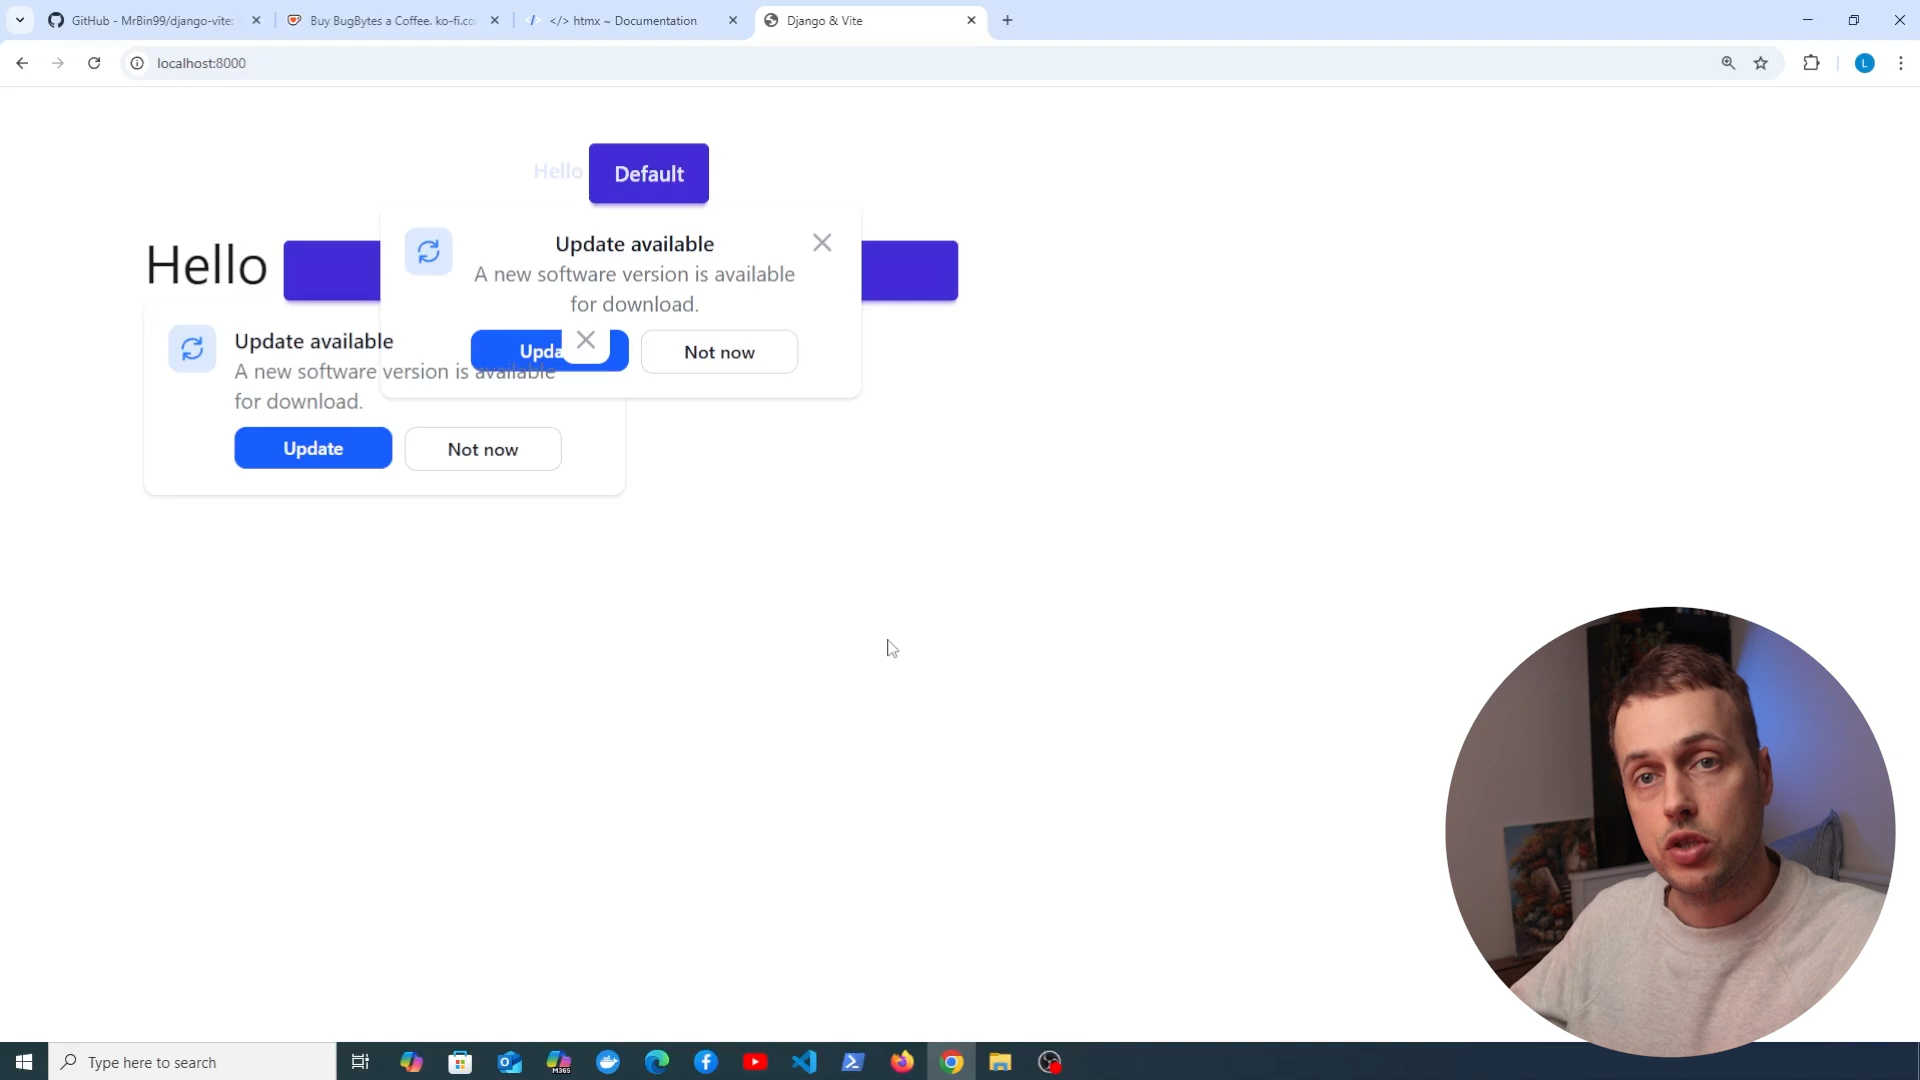 GitHub - MrBin99/django-vite:
Buy BugBytes a Coffee. ko-fi.co
</> htmx ~ Documentation
Django & Vite
localhost:8000
L
Hello
Default
Hello
Update available
A new software version is available
for download.
Upda
Not now
Update available
A new software version is available
for download.
Update
Not now
Type here to search
M365